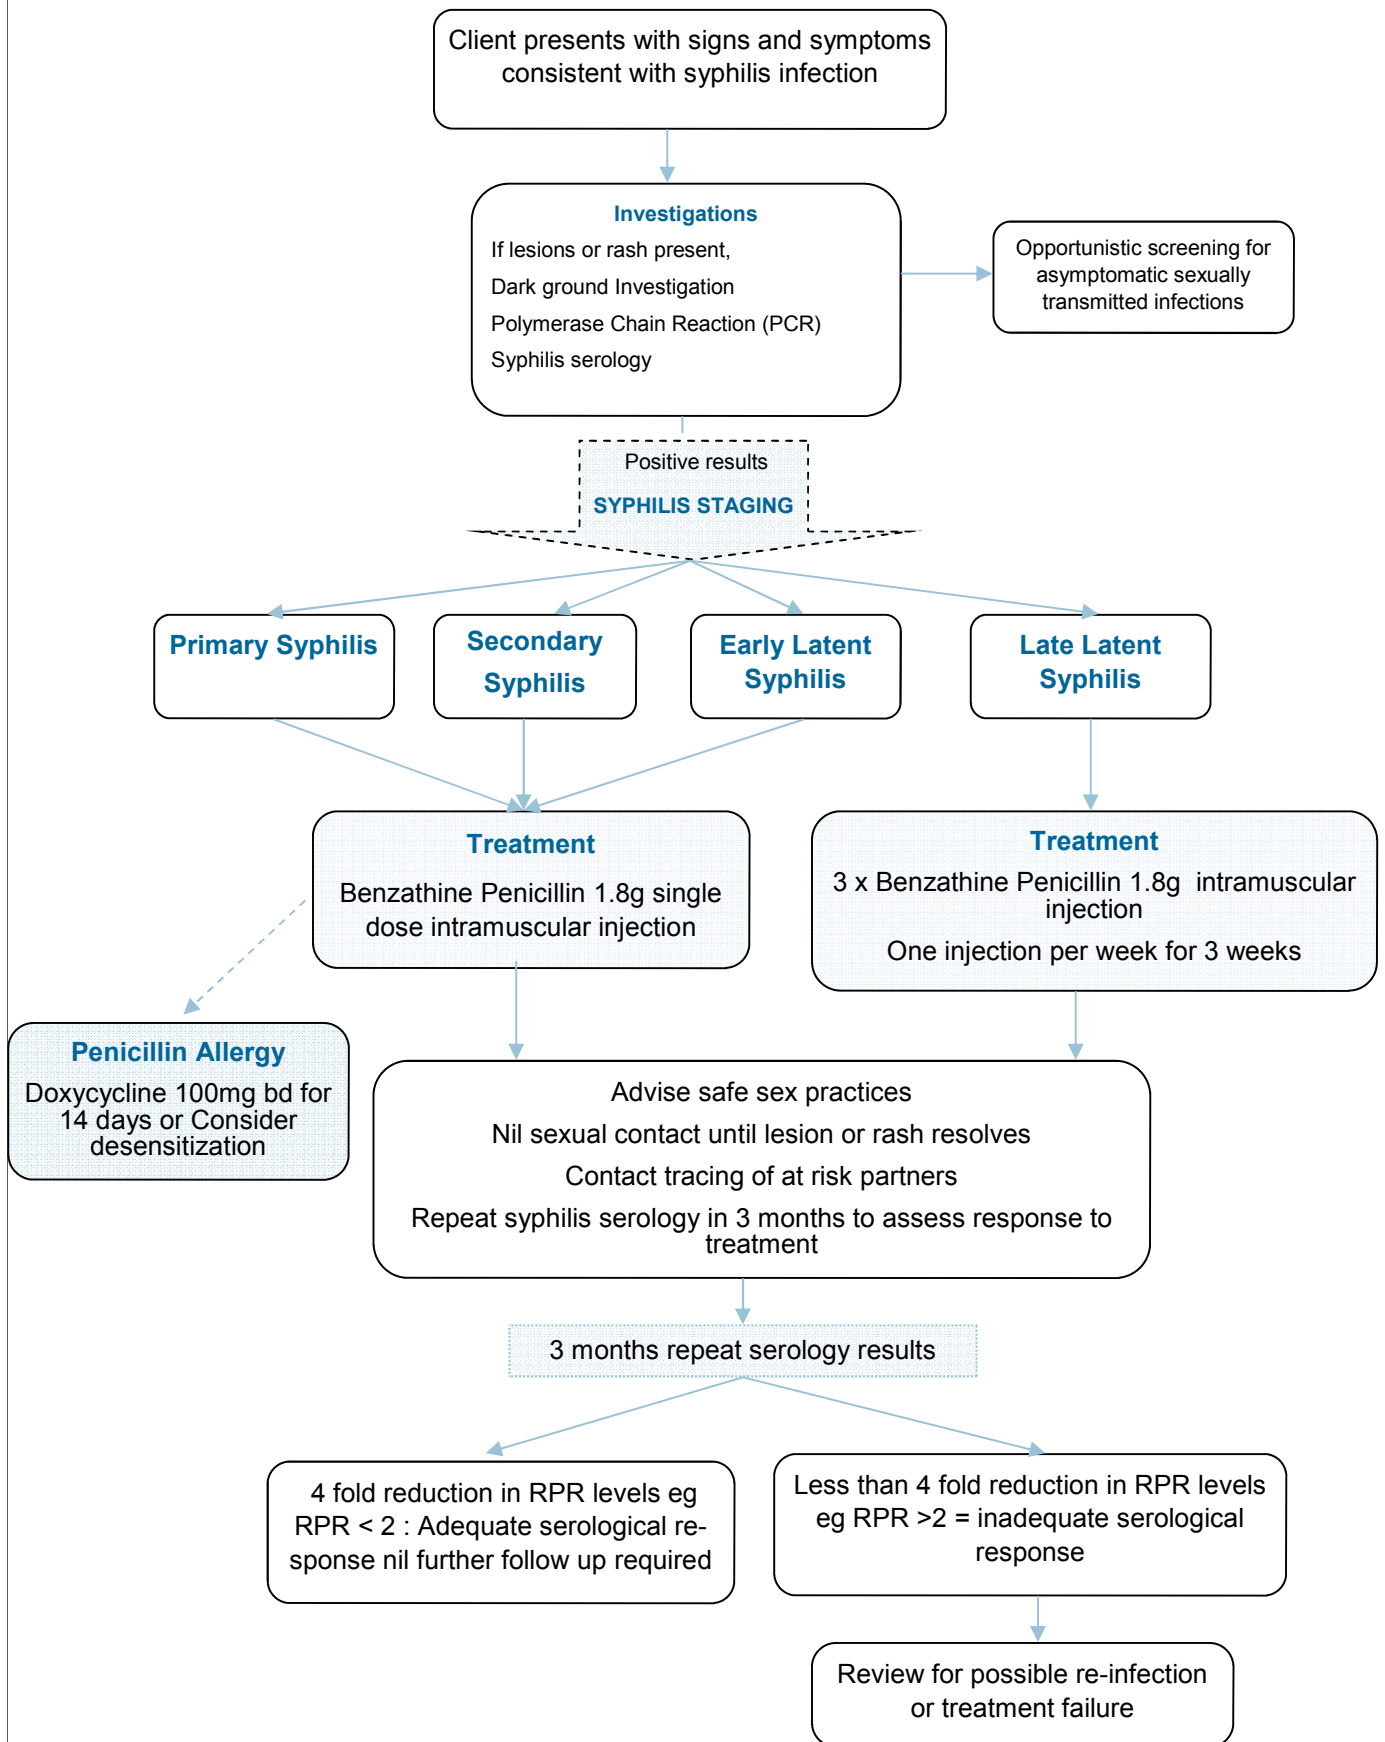 Client presents with signs and symptoms
consistent with syphilis infection
Investigations
If lesions or rash present,
Dark ground Investigation
Polymerase Chain Reaction (PCR)
Syphilis serology
Opportunistic screening for
asymptomatic sexually
transmitted infections
Positive results
SYPHILIS STAGING
Primary Syphilis
Secondary
Syphilis
Early Latent
Syphilis
Late Latent
Syphilis
Treatment
Benzathine Penicillin 1.8g single
dose intramuscular injection
Treatment
3 x Benzathine Penicillin 1.8g  intramuscular
injection
One injection per week for 3 weeks
Penicillin Allergy
Doxycycline 100mg bd for
14 days or Consider
desensitization
Advise safe sex practices
Nil sexual contact until lesion or rash resolves
Contact tracing of at risk partners
Repeat syphilis serology in 3 months to assess response to
treatment
3 months repeat serology results
4 fold reduction in RPR levels eg
RPR < 2 : Adequate serological re-
sponse nil further follow up required
Less than 4 fold reduction in RPR levels
eg RPR >2 = inadequate serological
response
Review for possible re-infection
or treatment failure